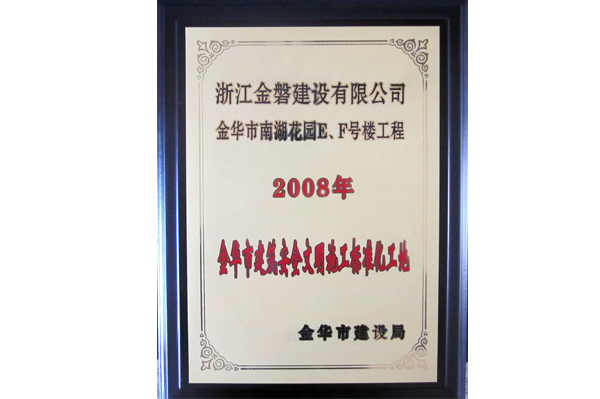 浙江金磐建设有限公司
金华市南湖花园E、F号楼工程
2008年
金华市建筑安全文明施工标准化工地
金华市建设局